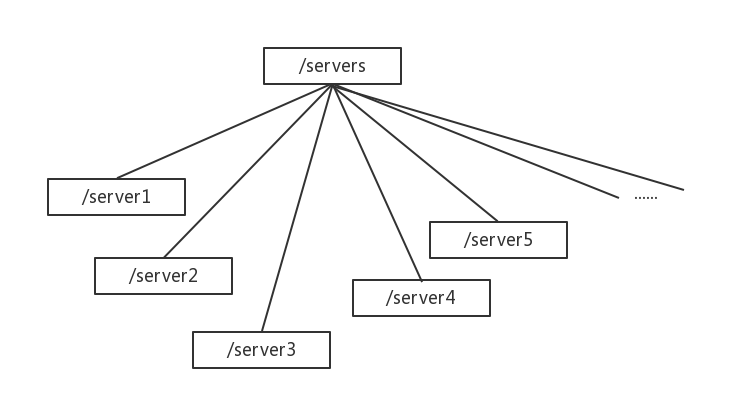 /servers
/server1
/server2
/server3
/server4
/server5
......